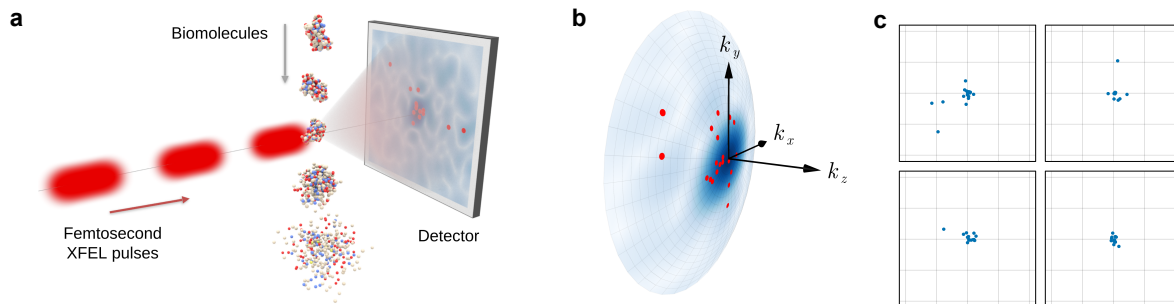 a
Biomolecules
Femtosecond
XFEL pulses
Detector
b
k_y
k_x
k_z
c